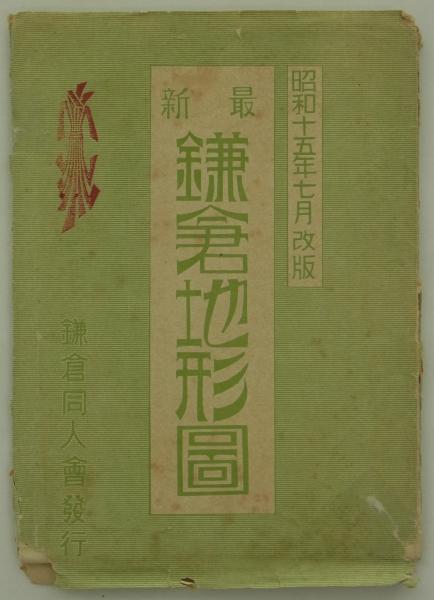 昭和十五年七月改版
最新
鎌倉地形圖
鎌倉同人會發行